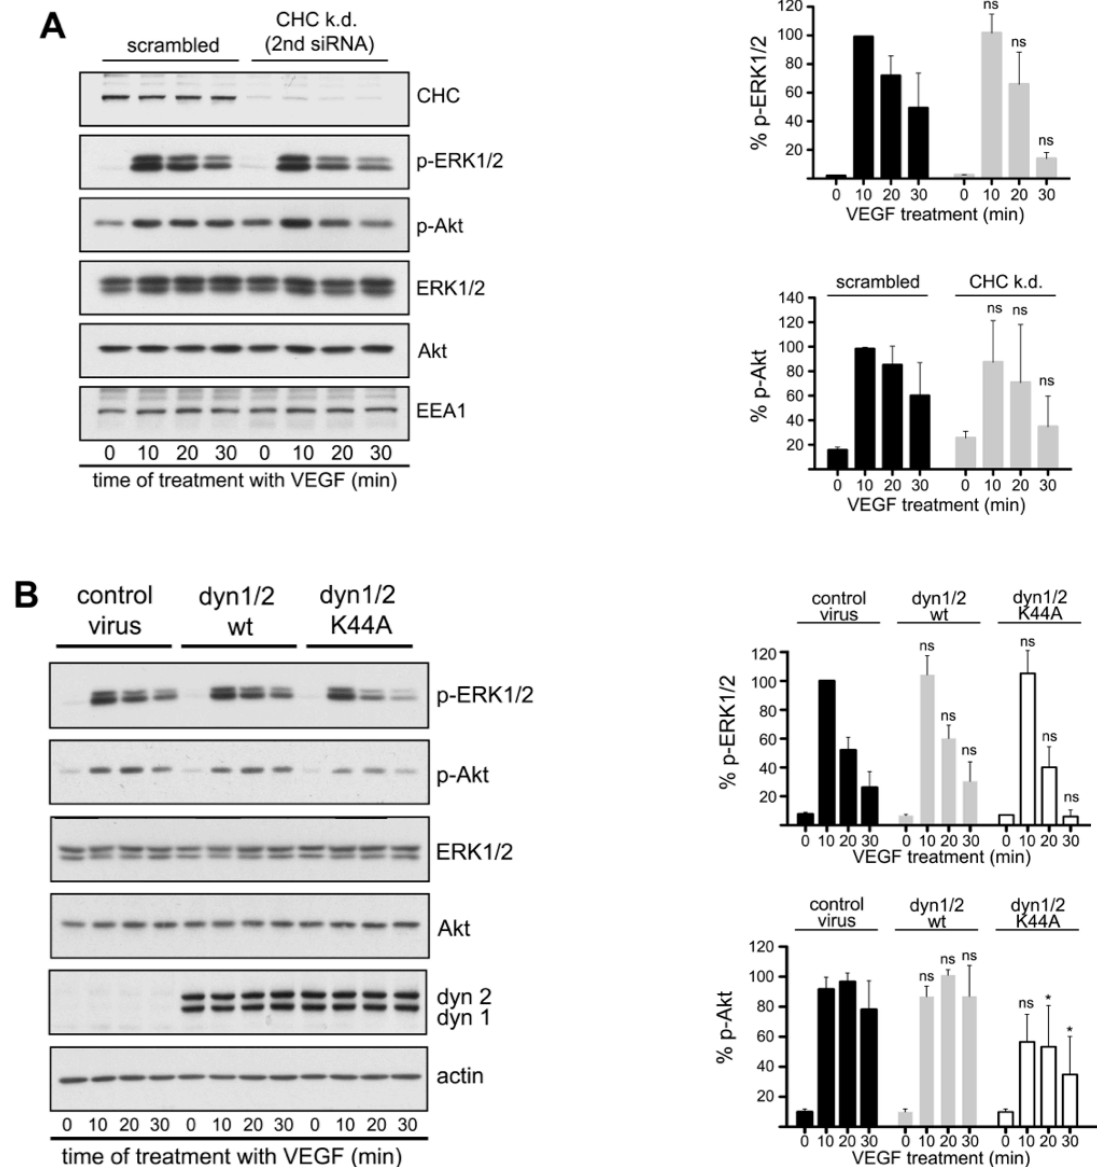 A
scrambled
CHC k.d.
(2nd siRNA)
CHC
p-ERK1/2
p-Akt
ERK1/2
Akt
EEA1
0 10 20 30 0 10 20 30
time of treatment with VEGF (min)
120
100
80
60
40
20
% p-ERK1/2
ns
ns
ns
0 10 20 30 0 10 20 30
VEGF treatment (min)
scrambled CHC k.d.
140
120
100
80
60
40
20
% p-Akt
ns ns
ns
0 10 20 30 0 10 20 30
VEGF treatment (min)
B
control
virus
dyn1/2
wt
dyn1/2
K44A
p-ERK1/2
p-Akt
ERK1/2
Akt
dyn 2
dyn 1
actin
0 10 20 30 0 10 20 30 0 10 20 30
time of treatment with VEGF (min)
control
virus
dyn1/2
wt
dyn1/2
K44A
120
100
80
60
40
20
% p-ERK1/2
ns
ns
ns
ns
ns
ns
0 10 20 30 0 10 20 30 0 10 20 30
VEGF treatment (min)
control
virus
dyn1/2
wt
dyn1/2
K44A
120
100
80
60
40
20
% p-Akt
ns
ns
ns
ns
*
*
0 10 20 30 0 10 20 30 0 10 20 30
VEGF treatment (min)